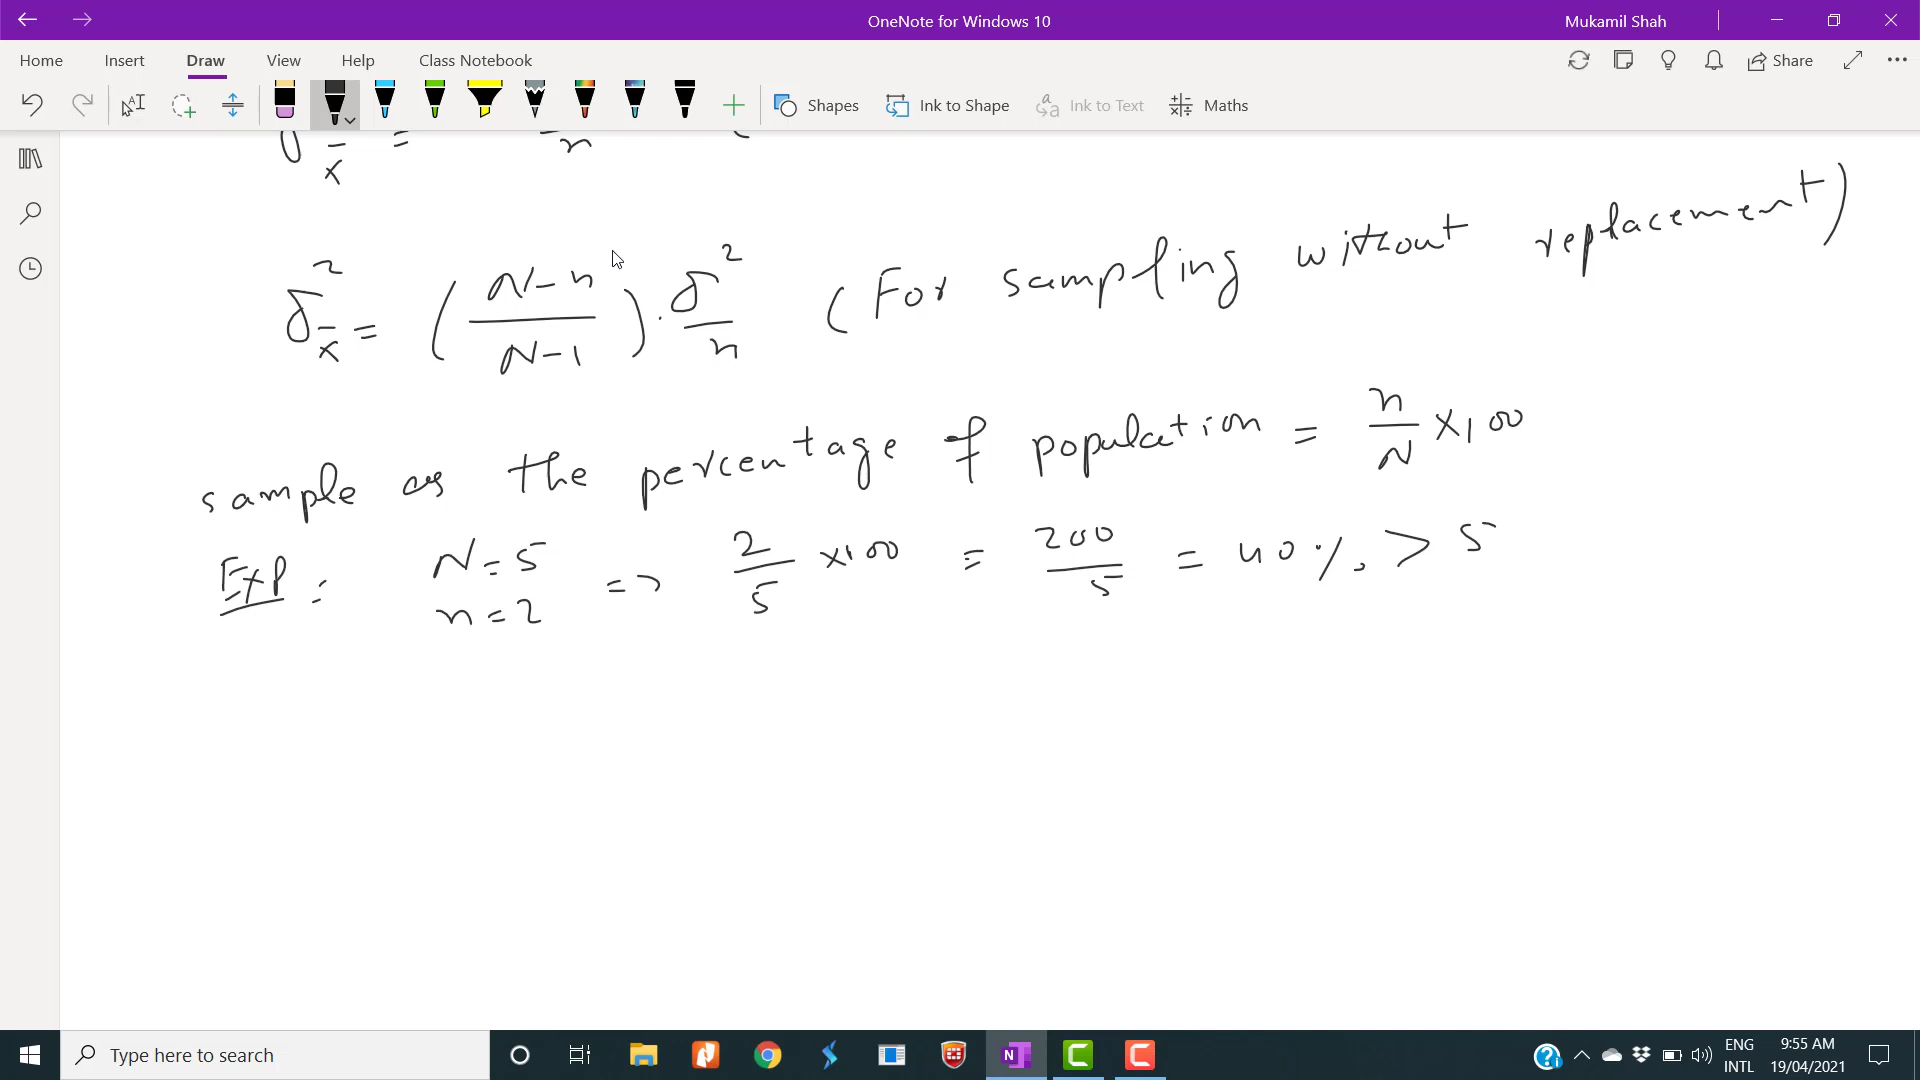 OneNote for Windows 10
Mukamil Shah
Home Insert Draw View Help Class Notebook
Share
Shapes Ink to Shape Ink to Text Maths
x̄ = n (
σ²x̄ = (N-n / N-1) · σ²/n (For sampling without replacement)
sample as the percentage of population = n/N × 100
Exp: N = 5
n = 2 => 2/5 × 100 = 200/5 = 40%. > 5
Type here to search
ENG
INTL
9:55 AM
19/04/2021